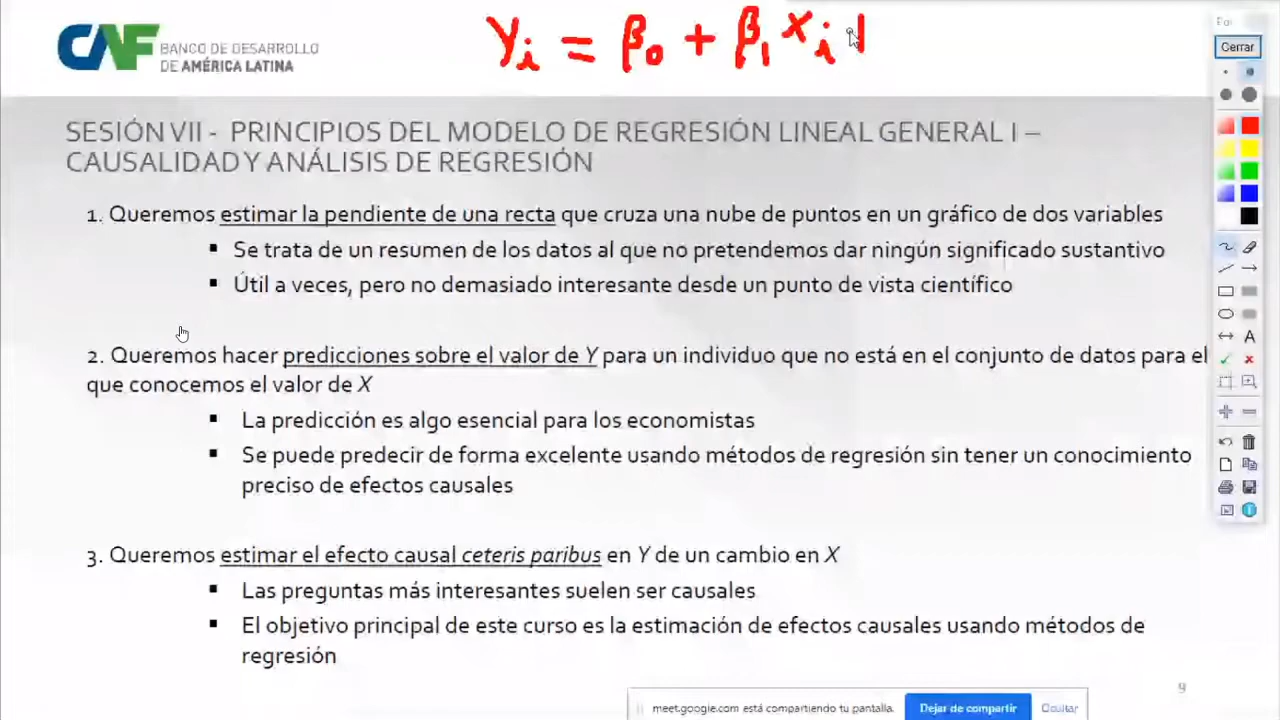 Yi = β0 + β1 Xi
CAF BANCO DE DESARROLLO
DE AMÉRICA LATINA
Cerrar
SESIÓN VII - PRINCIPIOS DEL MODELO DE REGRESIÓN LINEAL GENERAL I –
CAUSALIDAD Y ANÁLISIS DE REGRESIÓN
1. Queremos estimar la pendiente de una recta que cruza una nube de puntos en un gráfico de dos variables
▪ Se trata de un resumen de los datos al que no pretendemos dar ningún significado sustantivo
▪ Útil a veces, pero no demasiado interesante desde un punto de vista científico
2. Queremos hacer predicciones sobre el valor de Y para un individuo que no está en el conjunto de datos para el
que conocemos el valor de X
▪ La predicción es algo esencial para los economistas
▪ Se puede predecir de forma excelente usando métodos de regresión sin tener un conocimiento
preciso de efectos causales
3. Queremos estimar el efecto causal ceteris paribus en Y de un cambio en X
▪ Las preguntas más interesantes suelen ser causales
▪ El objetivo principal de este curso es la estimación de efectos causales usando métodos de
regresión
9
A
meet.google.com está compartiendo tu pantalla.
Dejar de compartir
Ocultar